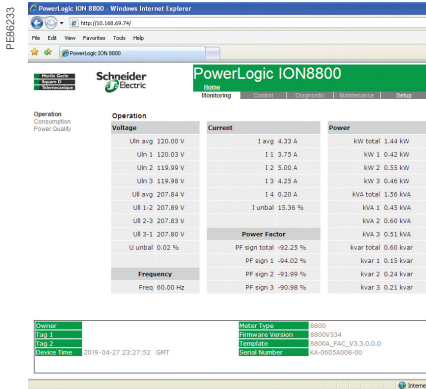 PE86233
PowerLogic ION 8800 - Windows Internet Explorer
http://10.168.69.74/
File Edit View Favorites Tools Help
PowerLogic ION 8800
Merlin Gerin
Square D
Telemecanique
Schneider
Electric
PowerLogic ION8800
Home
Monitoring | Control | Diagnostic | Maintenance | Setup
Operation
Consumption
Power Quality
Operation
Voltage Current Power
Uln avg 120.00 V I avg 4.33 A kW total 1.44 kW
Uln 1 120.03 V I 1 3.75 A kW 1 0.42 kW
Uln 2 119.99 V I 2 5.00 A kW 2 0.55 kW
Uln 3 119.98 V I 3 4.25 A kW 3 0.46 kW
Ull avg 207.84 V I 4 0.20 A kVA total 1.56 kVA
Ull 1-2 207.89 V I unbal 15.36 % kVA 1 0.45 kVA
Ull 2-3 207.83 V kVA 2 0.60 kVA
Ull 3-1 207.80 V Power Factor kVA 3 0.51 kVA
U unbal 0.02 % PF sign total -92.25 % kvar total 0.60 kvar
PF sign 1 -94.02 % kvar 1 0.15 kvar
Frequency PF sign 2 -91.99 % kvar 2 0.24 kvar
Freq 60.00 Hz PF sign 3 -90.98 % kvar 3 0.21 kvar
Owner Meter Type 8800
Tag 1 Firmware Version 8800V334
Tag 2 Template 8800A_FAC_V3.3.0.0.0
Device Time 2019-04-27 23:27:52 GMT Serial Number KA-0605A008-00
Interne